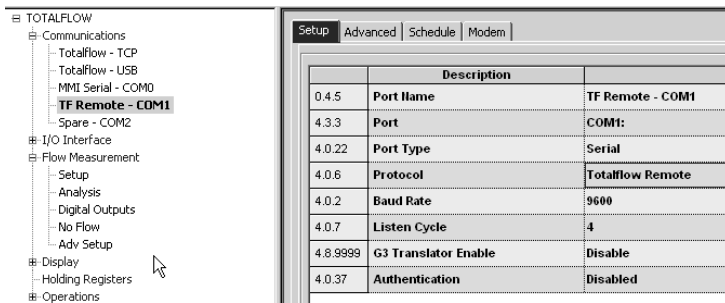 TOTALFLOW
Communications
Totalflow - TCP
Totalflow - USB
MMI Serial - COM0
TF Remote - COM1
Spare - COM2
I/O Interface
Flow Measurement
Setup
Analysis
Digital Outputs
No Flow
Adv Setup
Display
Holding Registers
Operations
Setup Advanced Schedule Modem
Description
0.4.5 Port Name TF Remote - COM1
4.3.3 Port COM1:
4.0.22 Port Type Serial
4.0.6 Protocol Totalflow Remote
4.0.2 Baud Rate 9600
4.0.7 Listen Cycle 4
4.8.9999 G3 Translator Enable Disable
4.0.37 Authentication Disabled